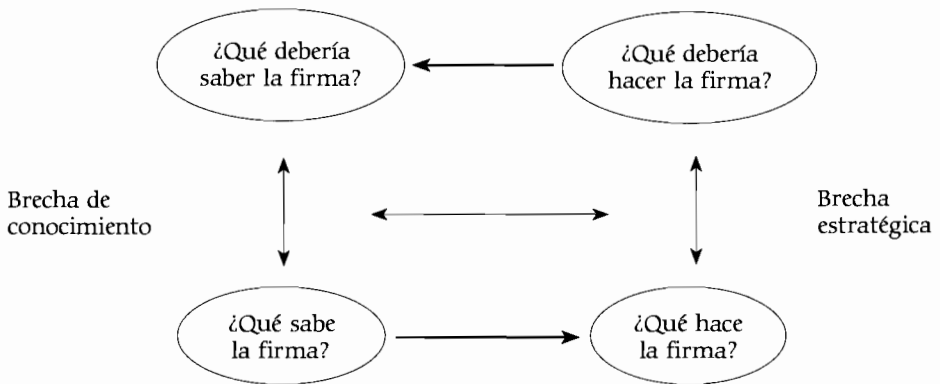 ¿Qué debería
saber la firma?
¿Qué debería
hacer la firma?
Brecha de
conocimiento
Brecha
estratégica
¿Qué sabe
la firma?
¿Qué hace
la firma?